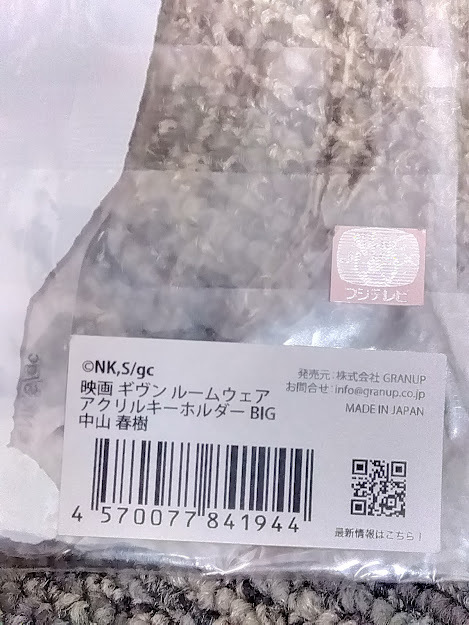 フジテレビ
©NK,S/gc
映画 ギヴン ルームウェア
アクリルキーホルダー BIG
中山 春樹
発売元：株式会社 GRANUP
お問合せ：info@granup.co.jp
MADE IN JAPAN
4 570077 841944
最新情報はこちら！